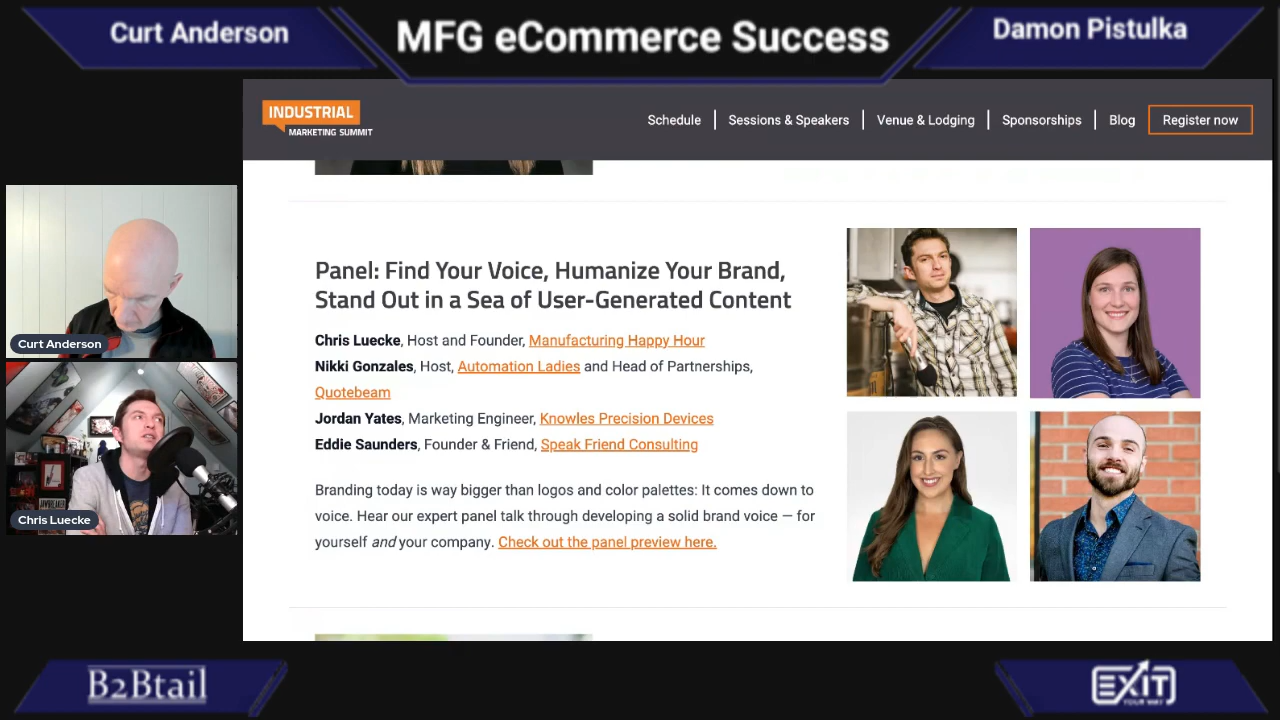 Curt Anderson
MFG eCommerce Success
Damon Pistulka
INDUSTRIAL
MARKETING SUMMIT
Schedule
Sessions & Speakers
Venue & Lodging
Sponsorships
Blog
Register now
Curt Anderson
Chris Luecke
Panel: Find Your Voice, Humanize Your Brand,
Stand Out in a Sea of User-Generated Content
Chris Luecke, Host and Founder, Manufacturing Happy Hour
Nikki Gonzales, Host, Automation Ladies and Head of Partnerships,
Quotebeam
Jordan Yates, Marketing Engineer, Knowles Precision Devices
Eddie Saunders, Founder & Friend, Speak Friend Consulting
Branding today is way bigger than logos and color palettes: It comes down to
voice. Hear our expert panel talk through developing a solid brand voice — for
yourself and your company. Check out the panel preview here.
B2Btail
EXIT
YOUR WAY